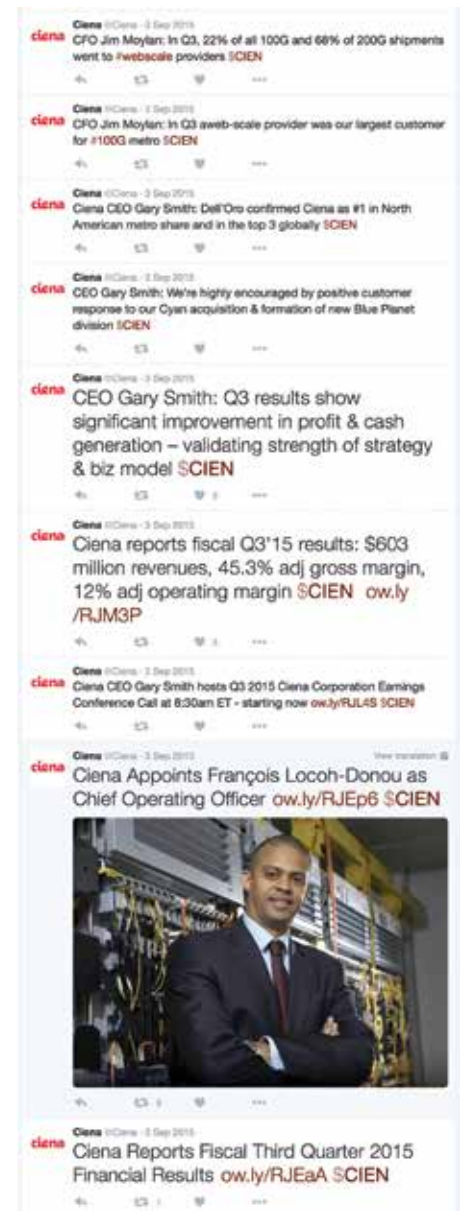 ciena
Ciena @Ciena · 3 Sep 2015
CFO Jim Moylan: In Q3, 22% of all 100G and 68% of 200G shipments
went to #webscale providers $CIEN
ciena
Ciena @Ciena · 3 Sep 2015
CFO Jim Moylan: In Q3 aweb-scale provider was our largest customer
for #100G metro $CIEN
ciena
Ciena @Ciena · 3 Sep 2015
Ciena CEO Gary Smith: Dell'Oro confirmed Ciena as #1 in North
American metro share and in the top 3 globally $CIEN
ciena
Ciena @Ciena · 3 Sep 2015
CEO Gary Smith: We're highly encouraged by positive customer
response to our Cyan acquisition & formation of new Blue Planet
division $CIEN
ciena
Ciena @Ciena · 3 Sep 2015
CEO Gary Smith: Q3 results show
significant improvement in profit & cash
generation – validating strength of strategy
& biz model $CIEN
ciena
Ciena @Ciena · 3 Sep 2015
Ciena reports fiscal Q3'15 results: $603
million revenues, 45.3% adj gross margin,
12% adj operating margin $CIEN ow.ly
/RJM3P
ciena
Ciena @Ciena · 3 Sep 2015
Ciena CEO Gary Smith hosts Q3 2015 Ciena Corporation Earnings
Conference Call at 8:30am ET - starting now ow.ly/RJL4S $CIEN
ciena
Ciena @Ciena · 3 Sep 2015 View translation
Ciena Appoints François Locoh-Donou as
Chief Operating Officer ow.ly/RJEp6 $CIEN
ciena
Ciena @Ciena · 3 Sep 2015
Ciena Reports Fiscal Third Quarter 2015
Financial Results ow.ly/RJEaA $CIEN